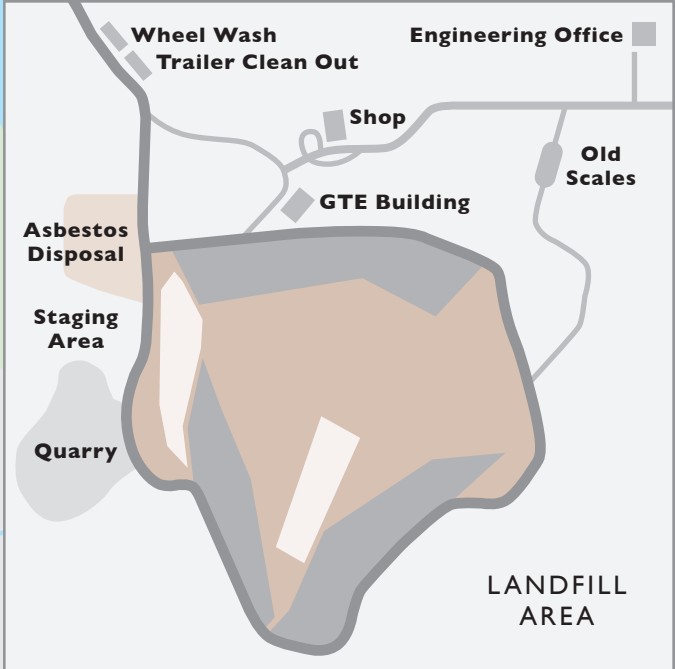 Wheel Wash
Trailer Clean Out
Engineering Office
Shop
Old
Scales
GTE Building
Asbestos
Disposal
Staging
Area
Quarry
LANDFILL
AREA